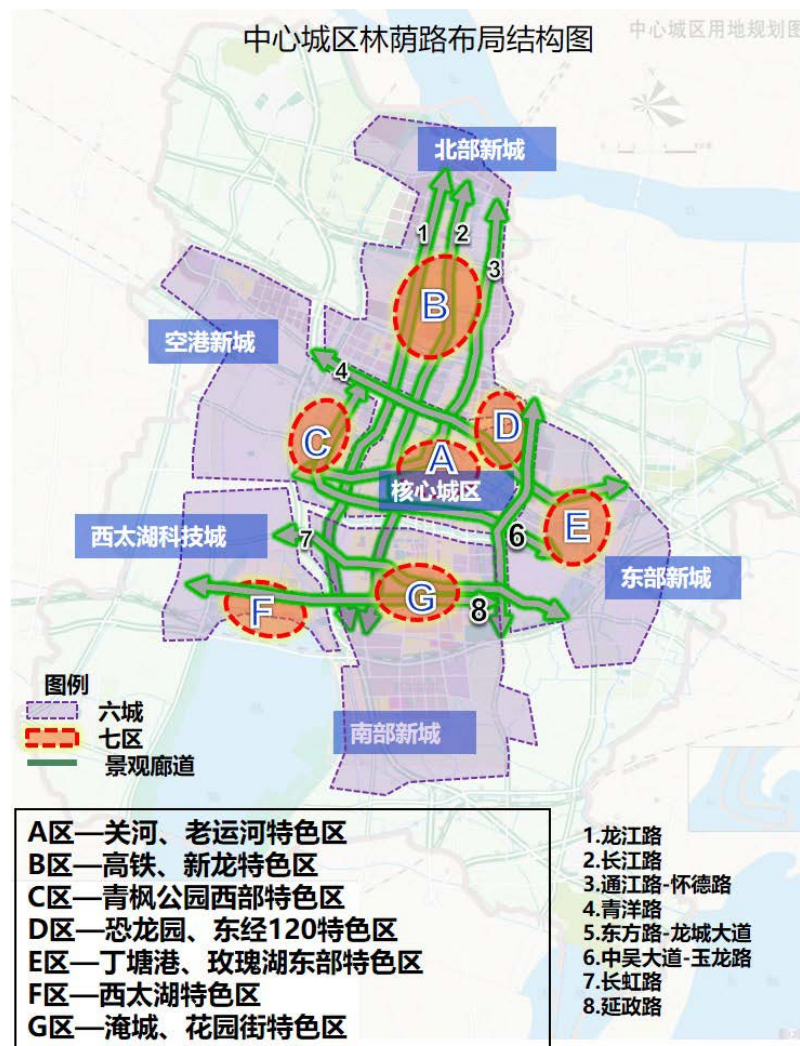 中心城区林荫路布局结构图
中心城区用地规划图
北部新城
1
2
3
B
空港新城
4
D
C
A
核心城区
西太湖科技城
7
6
E
东部新城
F
G
8
图例
六城
七区
景观廊道
南部新城
A区—关河、老运河特色区
B区—高铁、新龙特色区
C区—青枫公园西部特色区
D区—恐龙园、东经120特色区
E区—丁塘港、玫瑰湖东部特色区
F区—西太湖特色区
G区—淹城、花园街特色区
1.龙江路
2.长江路
3.通江路-怀德路
4.青洋路
5.东方路-龙城大道
6.中吴大道-玉龙路
7.长虹路
8.延政路